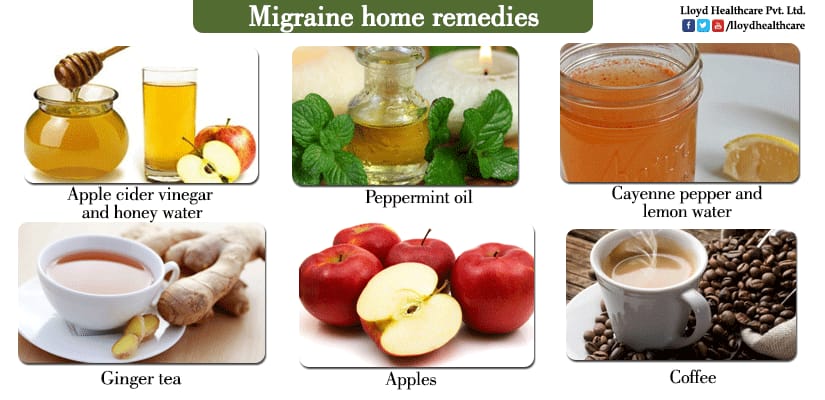 Migraine home remedies
Lloyd Healthcare Pvt. Ltd.
/lloydhealthcare
Apple cider vinegar
and honey water
Peppermint oil
Cayenne pepper and
lemon water
Ginger tea
Apples
Coffee